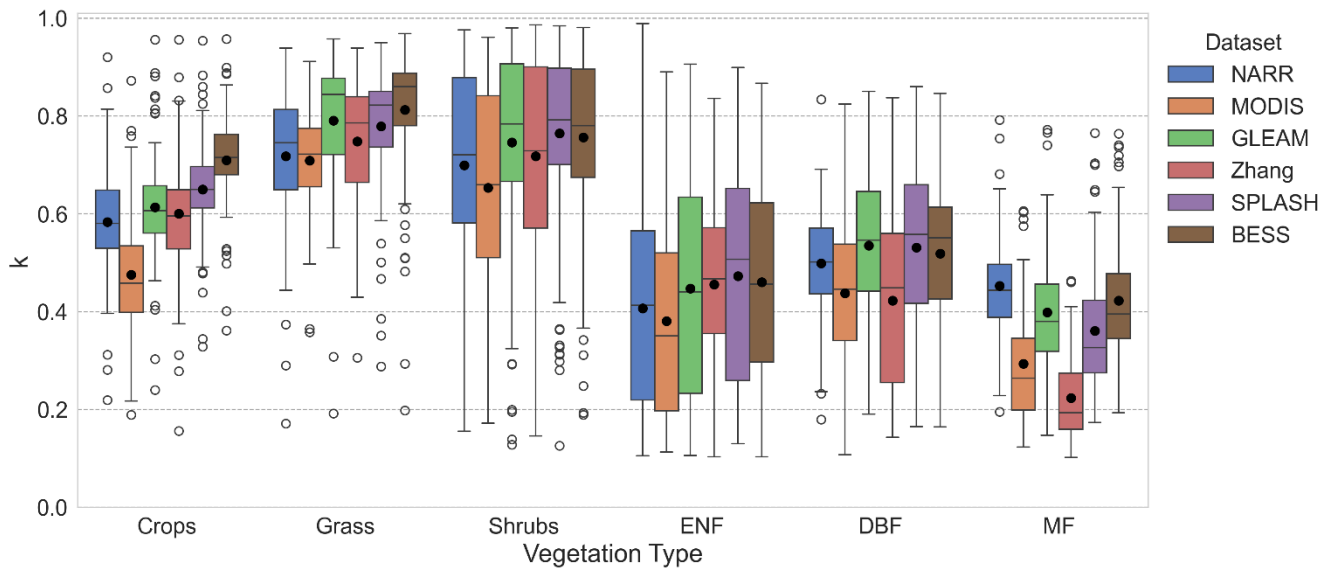 1.0
0.8
0.6
0.4
0.2
0.0
k
Crops
Grass
Shrubs
ENF
DBF
MF
Vegetation Type
Dataset
NARR
MODIS
GLEAM
Zhang
SPLASH
BESS